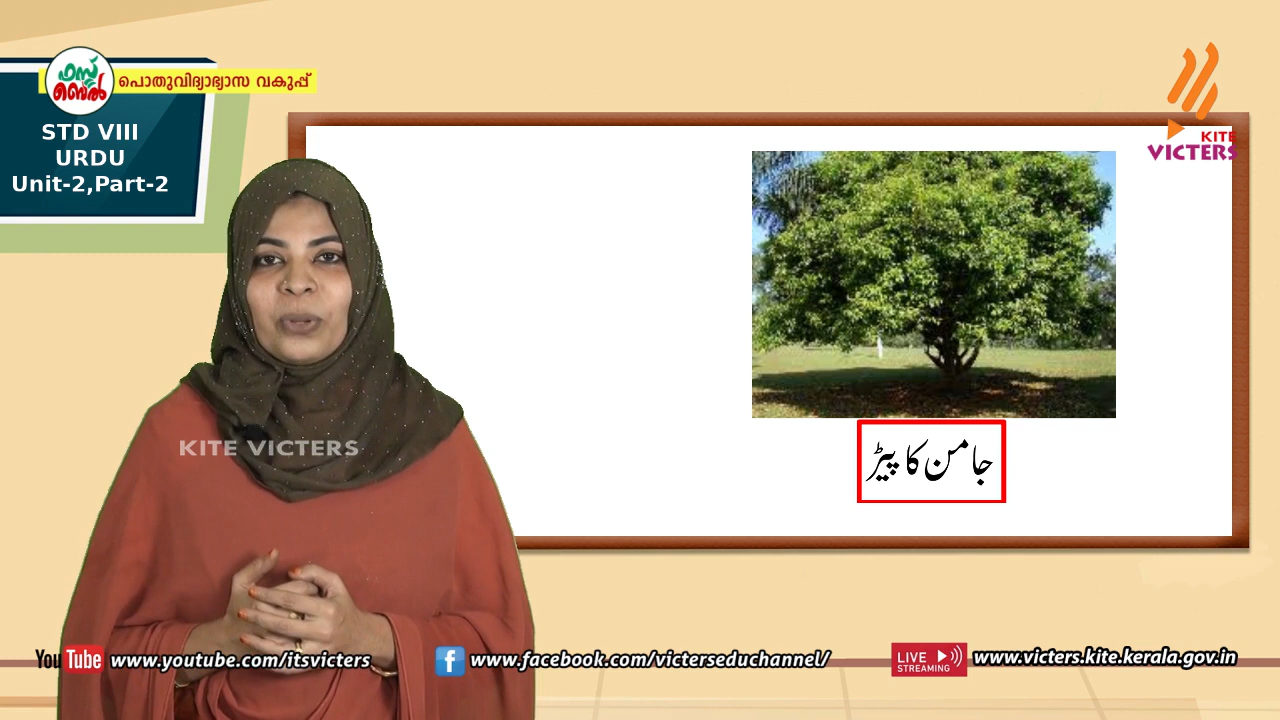 ഫസ്റ്റ്
ബെൽ
പൊതുവിദ്യാഭ്യാസ വകുപ്പ്
STD VIII
URDU
Unit-2,Part-2
KITE
VICTERS
KITE VICTERS
جامن کا پیڑ
YouTube www.youtube.com/itsvicters
f www.facebook.com/victerseduchannel/
LIVE
STREAMING
www.victers.kite.kerala.gov.in